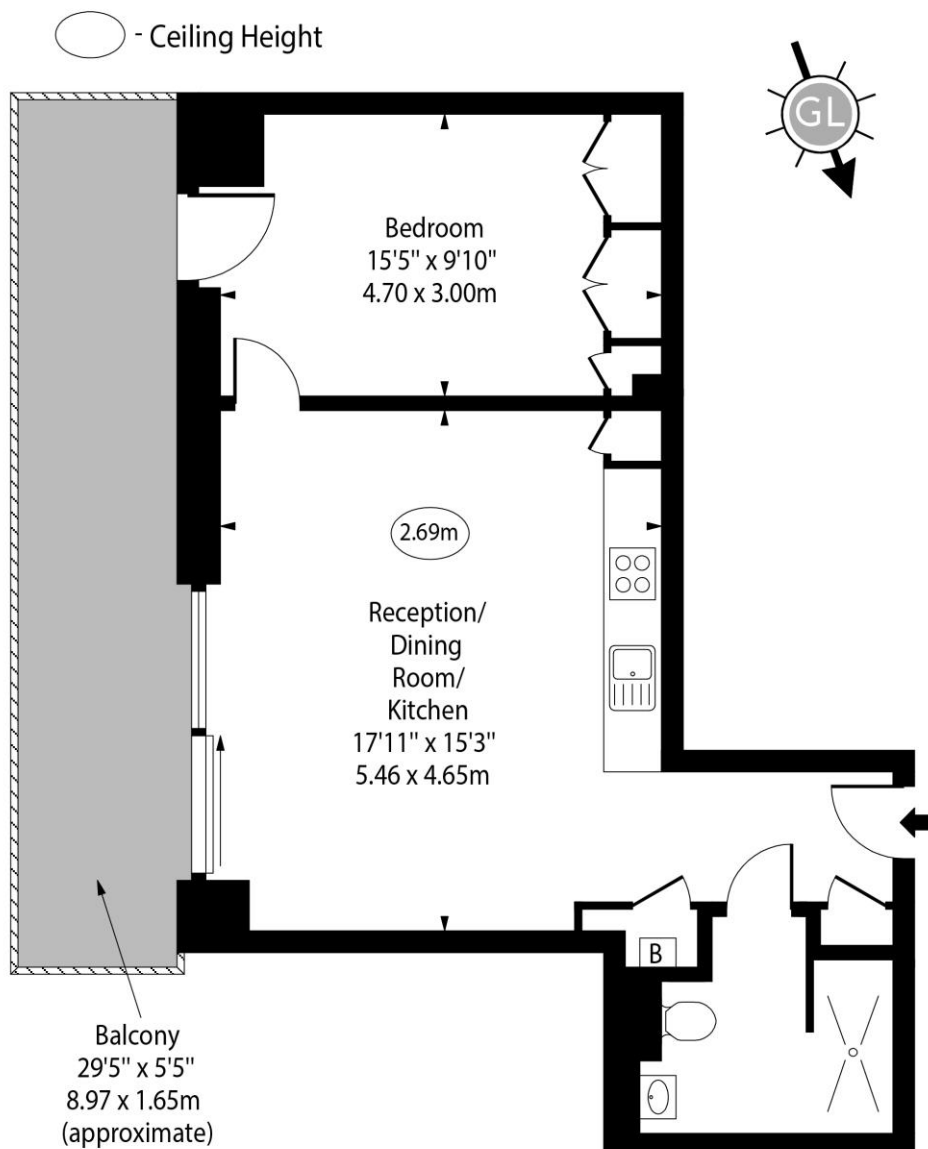 - Ceiling Height
GL
Bedroom
15'5" x 9'10"
4.70 x 3.00m
2.69m
Reception/
Dining
Room/
Kitchen
17'11" x 15'3"
5.46 x 4.65m
B
Balcony
29'5" x 5'5"
8.97 x 1.65m
(approximate)